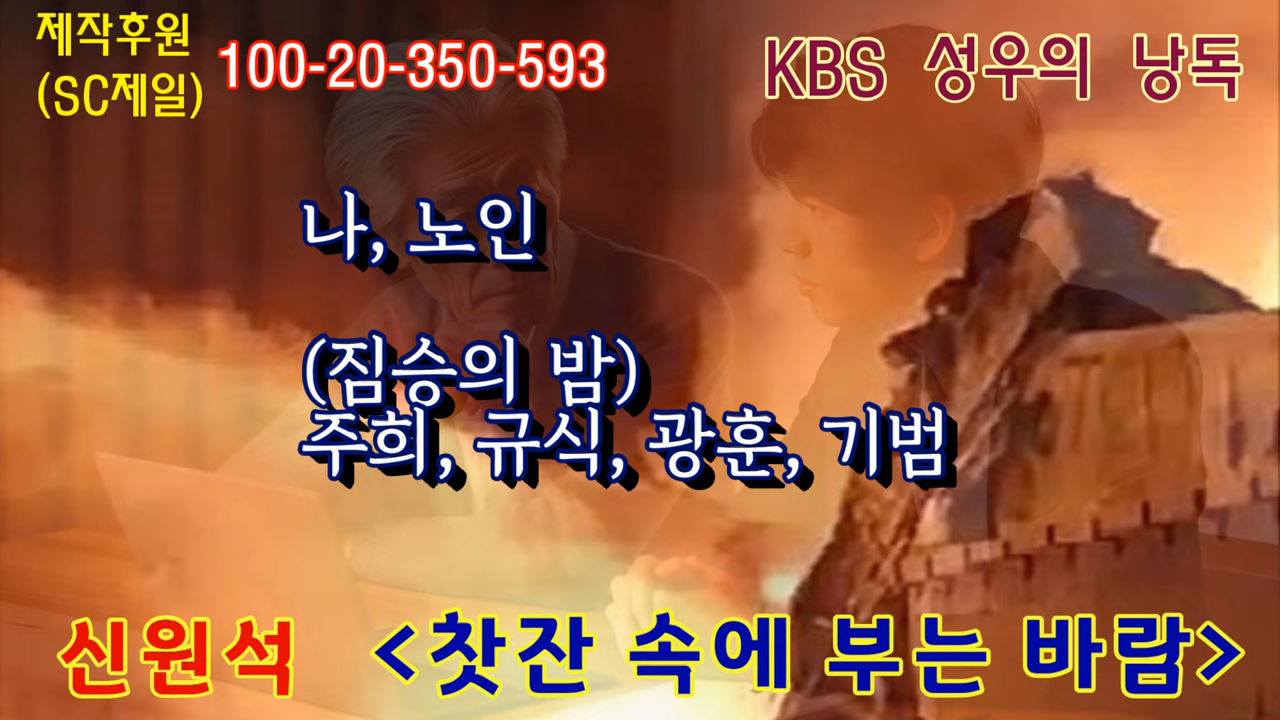 제작후원
(SC제일)
100-20-350-593
KBS 성우의 낭독
나, 노인
(짐승의 밤)
주희, 규식, 광훈, 기범
신원석 <찻잔 속에 부는 바람>